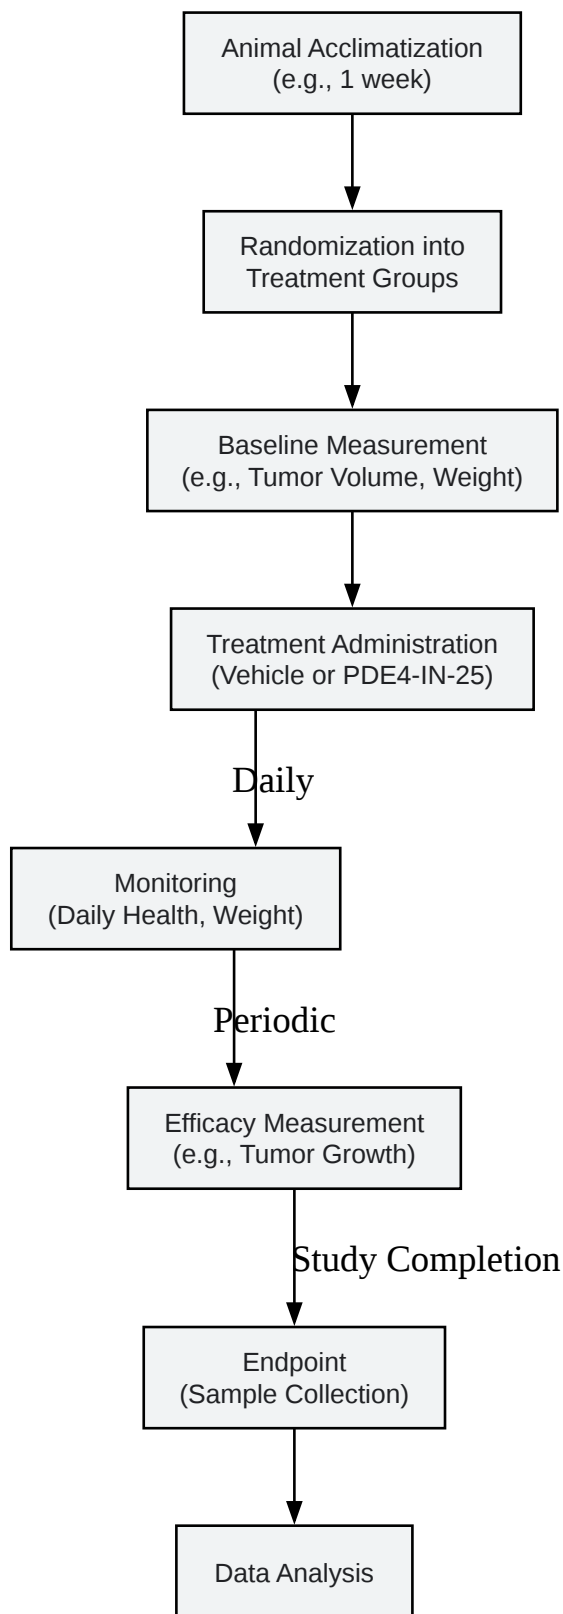 Animal Acclimatization
(e.g., 1 week)
Randomization into
Treatment Groups
Baseline Measurement
(e.g., Tumor Volume, Weight)
Treatment Administration
(Vehicle or PDE4-IN-25)
Daily
Monitoring
(Daily Health, Weight)
Periodic
Efficacy Measurement
(e.g., Tumor Growth)
Study Completion
Endpoint
(Sample Collection)
Data Analysis